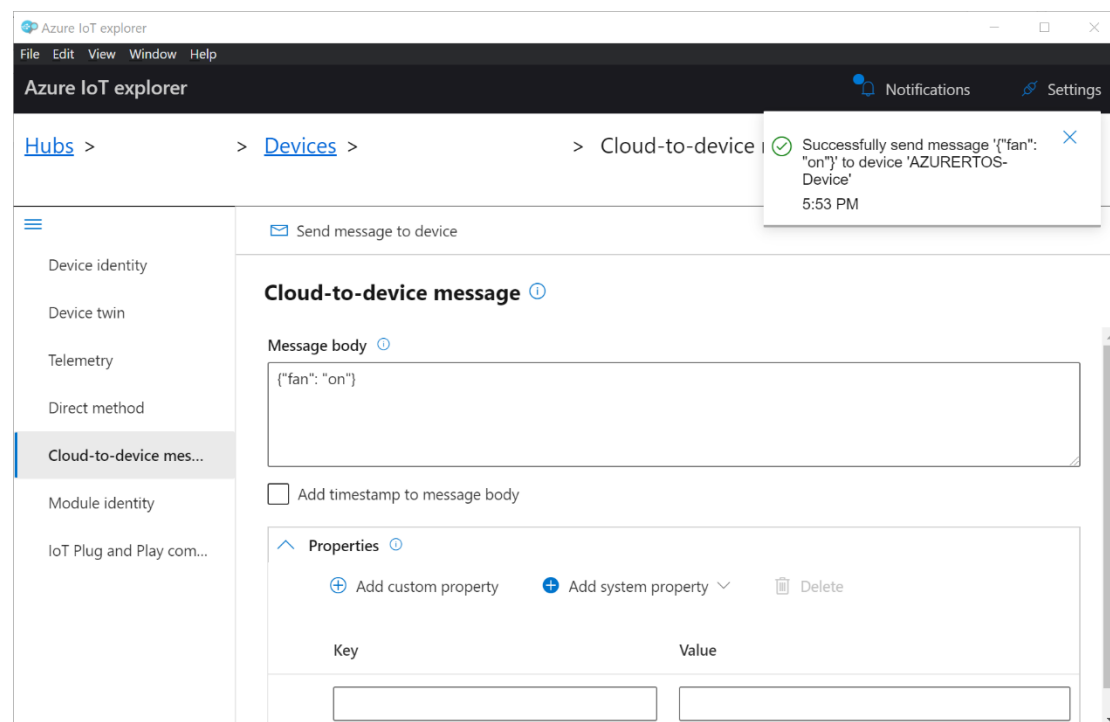 Azure IoT explorer
File Edit View Window Help
Azure IoT explorer
Notifications
Settings
Hubs > > Devices > > Cloud-to-device
Successfully send message '{"fan":
"on"}' to device 'AZURERTOS-
Device'
5:53 PM
Send message to device
Device identity
Device twin
Telemetry
Direct method
Cloud-to-device mes...
Module identity
IoT Plug and Play com...
Cloud-to-device message
Message body
{"fan": "on"}
Add timestamp to message body
Properties
Add custom property
Add system property
Delete
Key Value